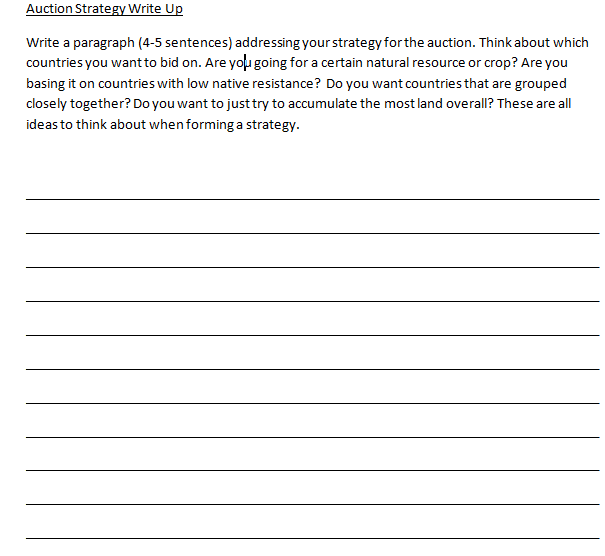 Auction Strategy Write Up
Write a paragraph (4-5 sentences) addressing your strategy for the auction. Think about which
countries you want to bid on. Are you going for a certain natural resource or crop? Are you
basing it on countries with low native resistance? Do you want countries that are grouped
closely together? Do you want to just try to accumulate the most land overall? These are all
ideas to think about when forming a strategy.